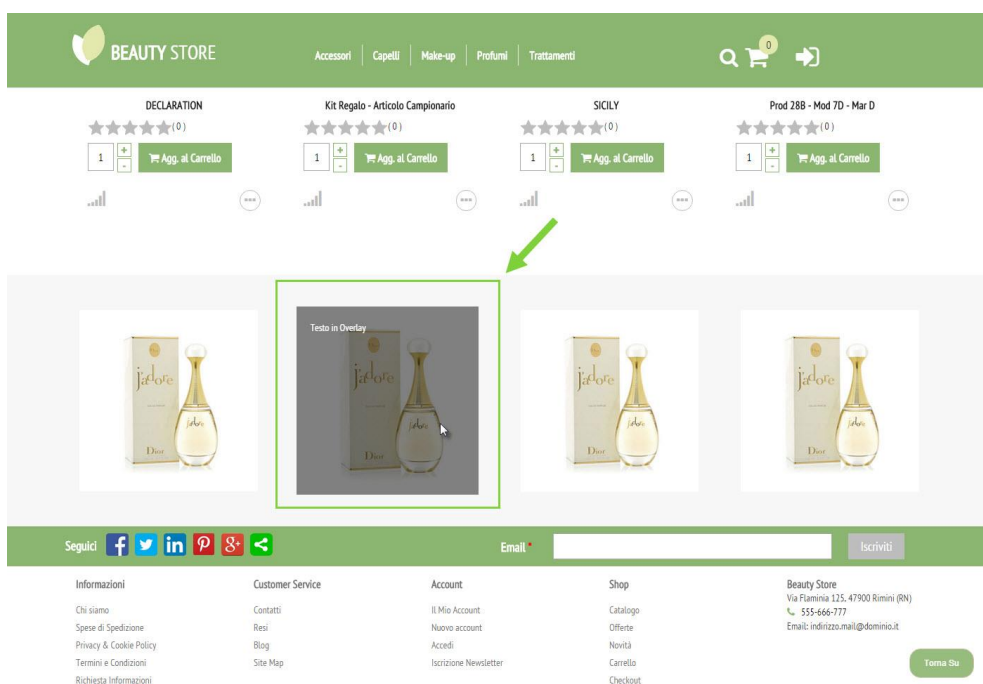 BEAUTY STORE
Accessori Capelli Make-up Profumi Trattamenti
0
DECLARATION
(0)
1 + - Agg. al Carrello
Kit Regalo - Articolo Campionario
(0)
1 + - Agg. al Carrello
SICILY
(0)
1 + - Agg. al Carrello
Prod 28B - Mod 7D - Mar D
(0)
1 + - Agg. al Carrello
j'adore
j'adore
Dior
Testo in Overlay
j'adore
j'adore
Dior
j'adore
j'adore
Dior
j'adore
j'adore
Dior
Seguici
Email *
Iscriviti
Informazioni
Chi siamo
Spese di Spedizione
Privacy & Cookie Policy
Termini e Condizioni
Richiesta Informazioni
Customer Service
Contatti
Resi
Blog
Site Map
Account
Il Mio Account
Nuovo account
Accedi
Iscrizione Newsletter
Shop
Catalogo
Offerte
Novità
Carrello
Checkout
Beauty Store
Via Flaminia 125, 47900 Rimini (RN)
555-666-777
Email: indirizzo.mail@dominio.it
Torna Su